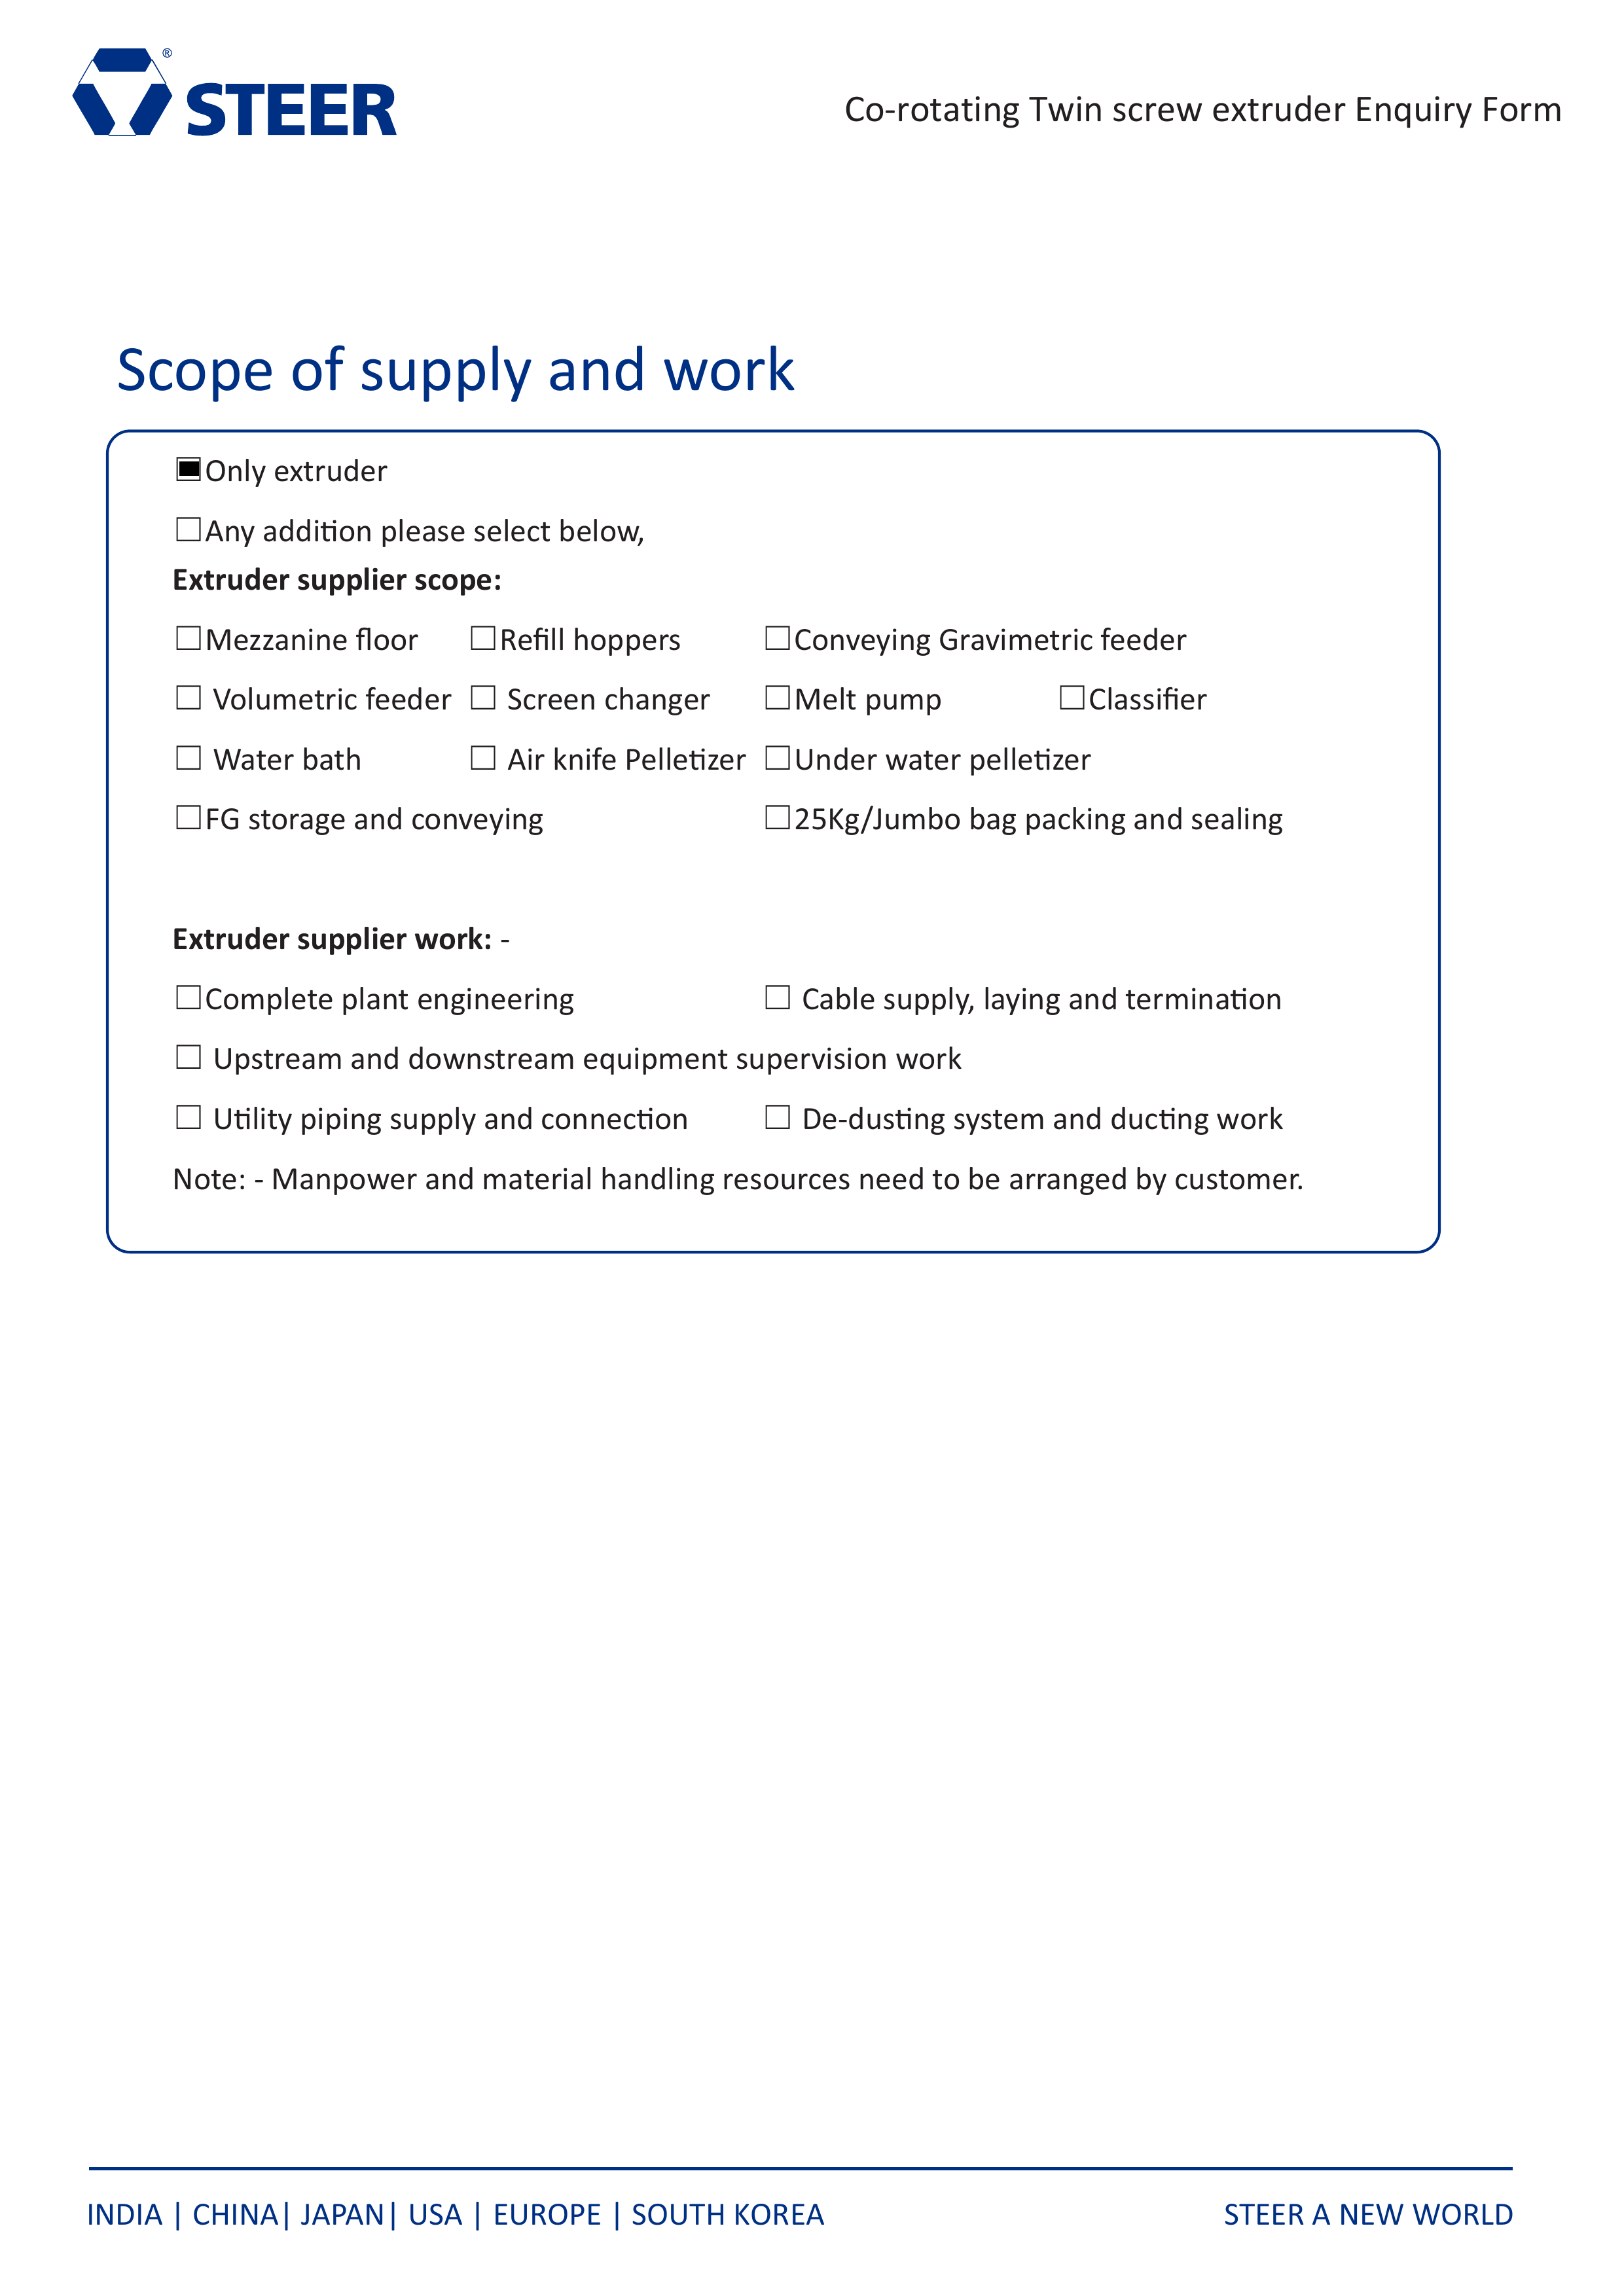 ® STEER
Co-rotating Twin screw extruder Enquiry Form
Scope of supply and work
▣Only extruder
☐Any addition please select below,
Extruder supplier scope:
☐Mezzanine floor ☐Refill hoppers ☐Conveying Gravimetric feeder
☐ Volumetric feeder ☐ Screen changer ☐Melt pump ☐Classifier
☐ Water bath ☐ Air knife Pelletizer ☐Under water pelletizer
☐FG storage and conveying ☐25Kg/Jumbo bag packing and sealing
Extruder supplier work: -
☐Complete plant engineering ☐ Cable supply, laying and termination
☐ Upstream and downstream equipment supervision work
☐ Utility piping supply and connection ☐ De-dusting system and ducting work
Note: - Manpower and material handling resources need to be arranged by customer.
INDIA | CHINA| JAPAN| USA | EUROPE | SOUTH KOREA STEER A NEW WORLD